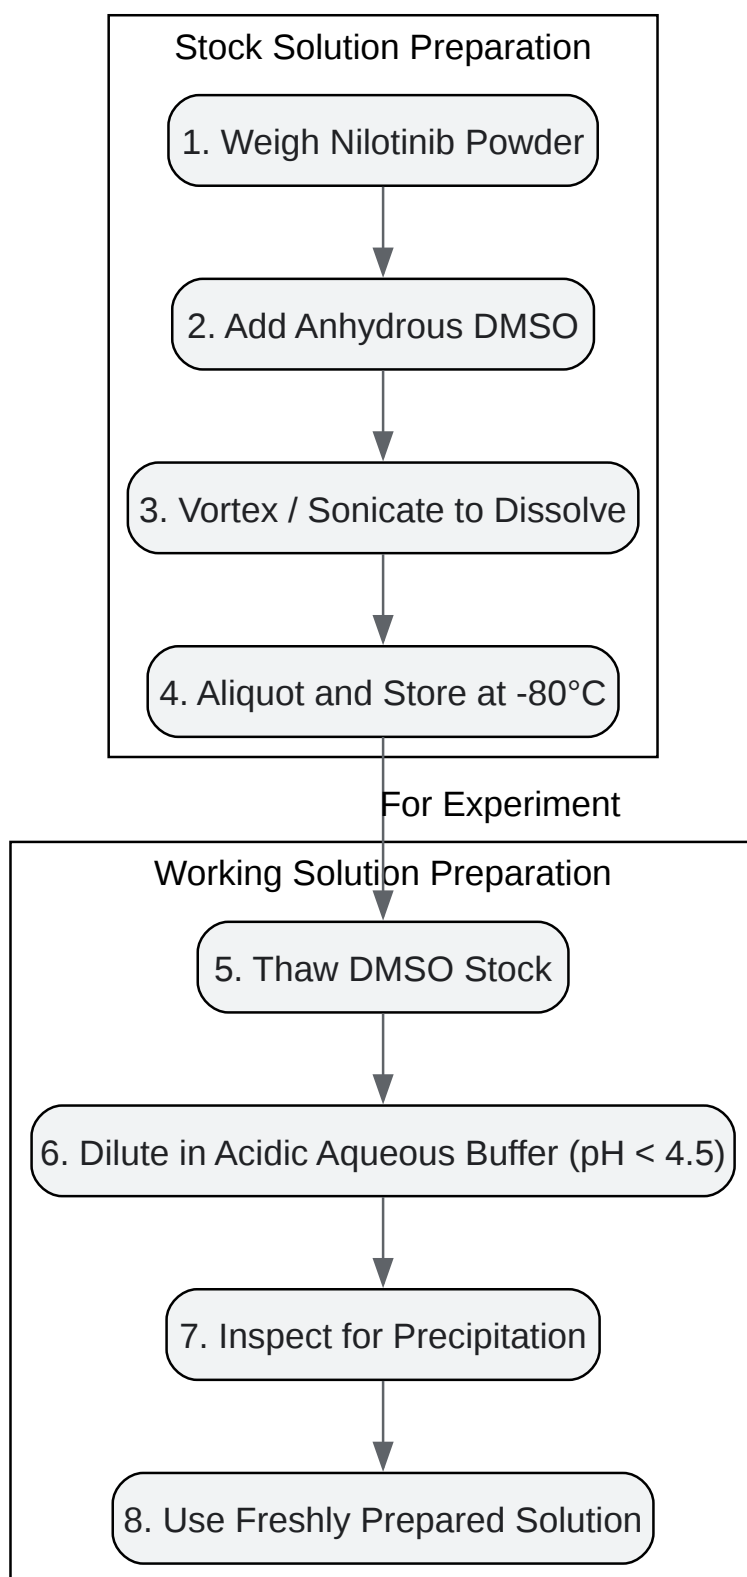 Stock Solution Preparation
1. Weigh Nilotinib Powder
2. Add Anhydrous DMSO
3. Vortex / Sonicate to Dissolve
4. Aliquot and Store at -80°C
For Experiment
Working Solution Preparation
5. Thaw DMSO Stock
6. Dilute in Acidic Aqueous Buffer (pH < 4.5)
7. Inspect for Precipitation
8. Use Freshly Prepared Solution